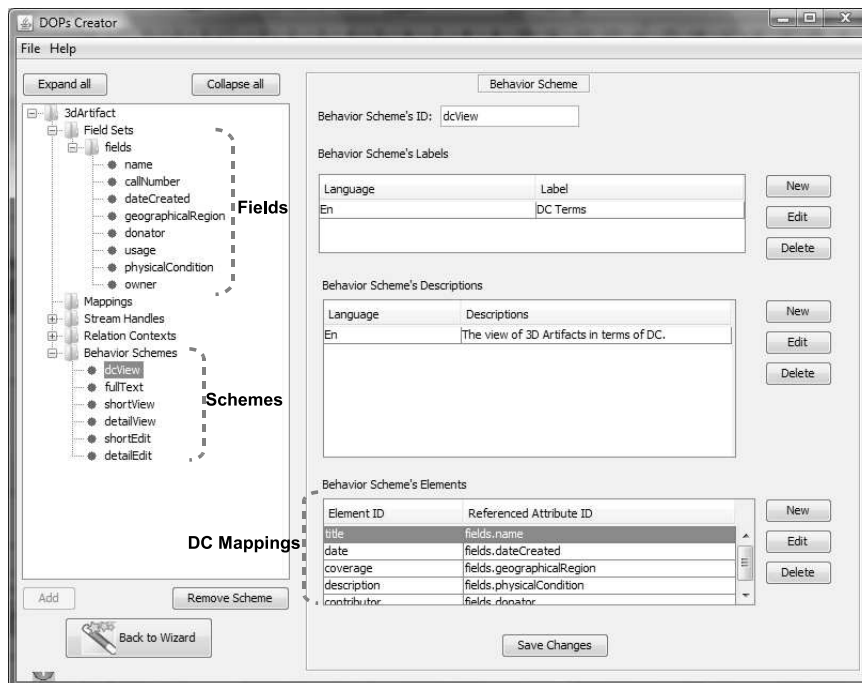 DOPs Creator
File Help
Expand all
Collapse all
3dArtifact
Field Sets
fields
name
callNumber
dateCreated
geographicalRegion
donator
usage
physicalCondition
owner
Mappings
Stream Handles
Relation Contexts
Behavior Schemes
dcView
fullText
shortView
detailView
shortEdit
detailEdit
Fields
Schemes
Add
Remove Scheme
Back to Wizard
Behavior Scheme
Behavior Scheme's ID: dcView
Behavior Scheme's Labels
Language Label
En DC Terms
New
Edit
Delete
Behavior Scheme's Descriptions
Language Descriptions
En The view of 3D Artifacts in terms of DC.
New
Edit
Delete
Behavior Scheme's Elements
DC Mappings
Element ID Referenced Attribute ID
title fields.name
date fields.dateCreated
coverage fields.geographicalRegion
description fields.physicalCondition
contributor fields.donator
New
Edit
Delete
Save Changes